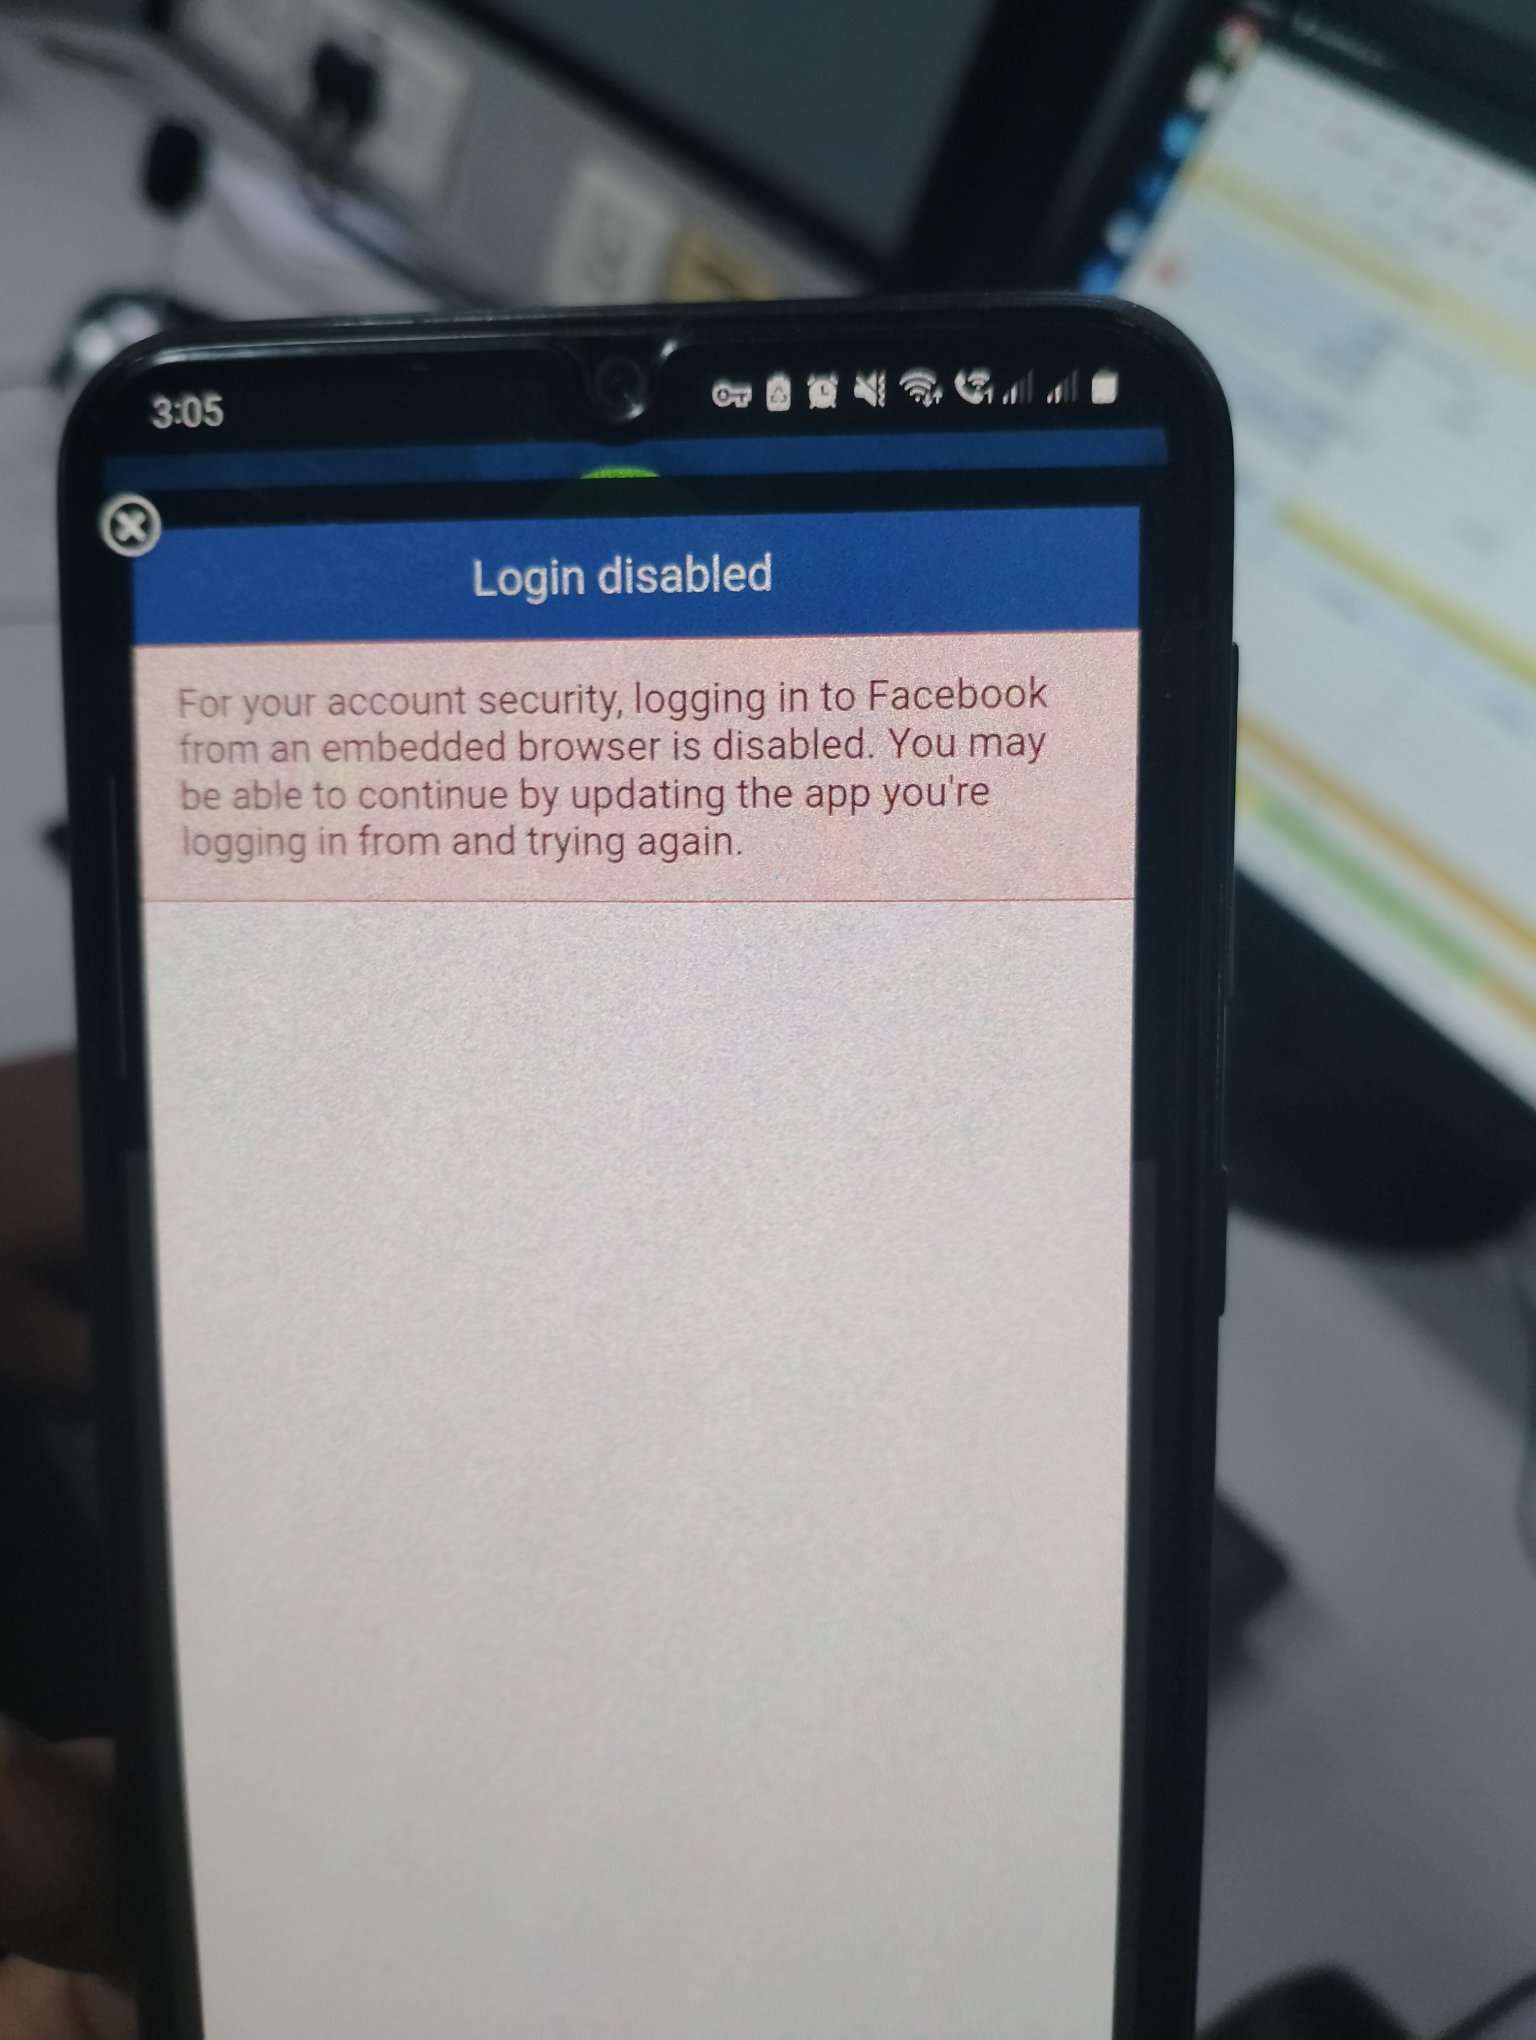 3:05
Login disabled
For your account security, logging in to Facebook
from an embedded browser is disabled. You may
be able to continue by updating the app you're
logging in from and trying again.